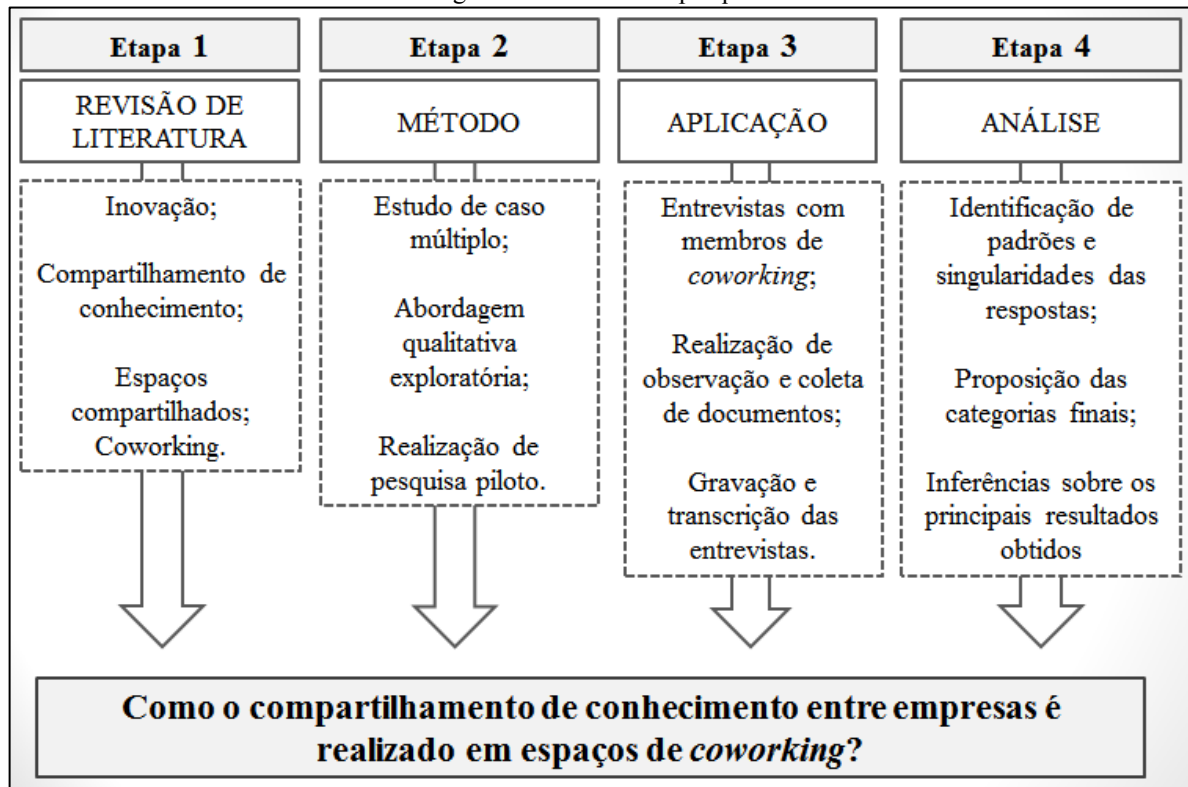 Etapa 1
REVISÃO DE
LITERATURA
Inovação;
Compartilhamento de
conhecimento;
Espaços
compartilhados;
Coworking.
Etapa 2
MÉTODO
Estudo de caso
múltiplo;
Abordagem
qualitativa
exploratória;
Realização de
pesquisa piloto.
Etapa 3
APLICAÇÃO
Entrevistas com
membros de
coworking;
Realização de
observação e coleta
de documentos;
Gravação e
transcrição das
entrevistas.
Etapa 4
ANÁLISE
Identificação de
padrões e
singularidades das
respostas;
Proposição das
categorias finais;
Inferências sobre os
principais resultados
obtidos
Como o compartilhamento de conhecimento entre empresas é
realizado em espaços de coworking?